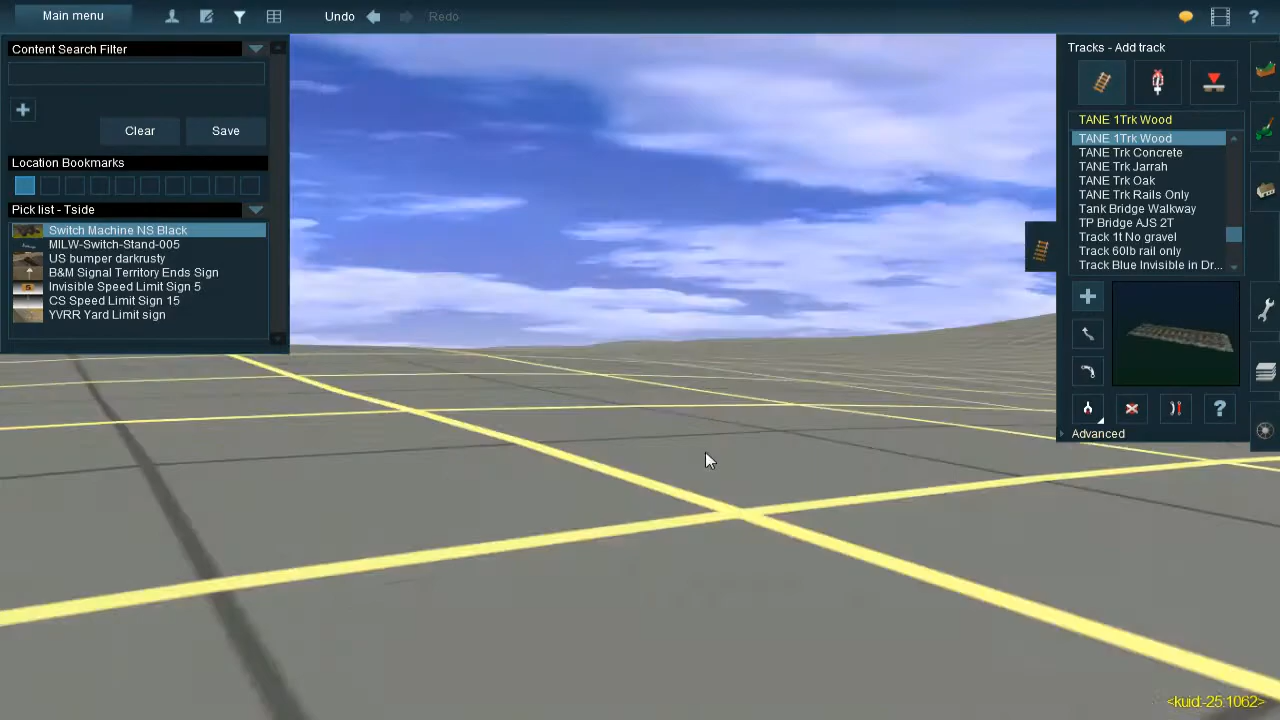 Main menu
Undo
Redo
?
Content Search Filter
Clear
Save
Location Bookmarks
Pick list - Tside
Switch Machine NS Black
MILW-Switch-Stand-005
US bumper darkrusty
B&M Signal Territory Ends Sign
Invisible Speed Limit Sign 5
CS Speed Limit Sign 15
YVRR Yard Limit sign
Tracks - Add track
TANE 1Trk Wood
TANE 1Trk Wood
TANE Trk Concrete
TANE Trk Jarrah
TANE Trk Oak
TANE Trk Rails Only
Tank Bridge Walkway
TP Bridge AJS 2T
Track 1t No gravel
Track 60lb rail only
Track Blue Invisible in Dr...
?
Advanced
<kuid:-25:1062>